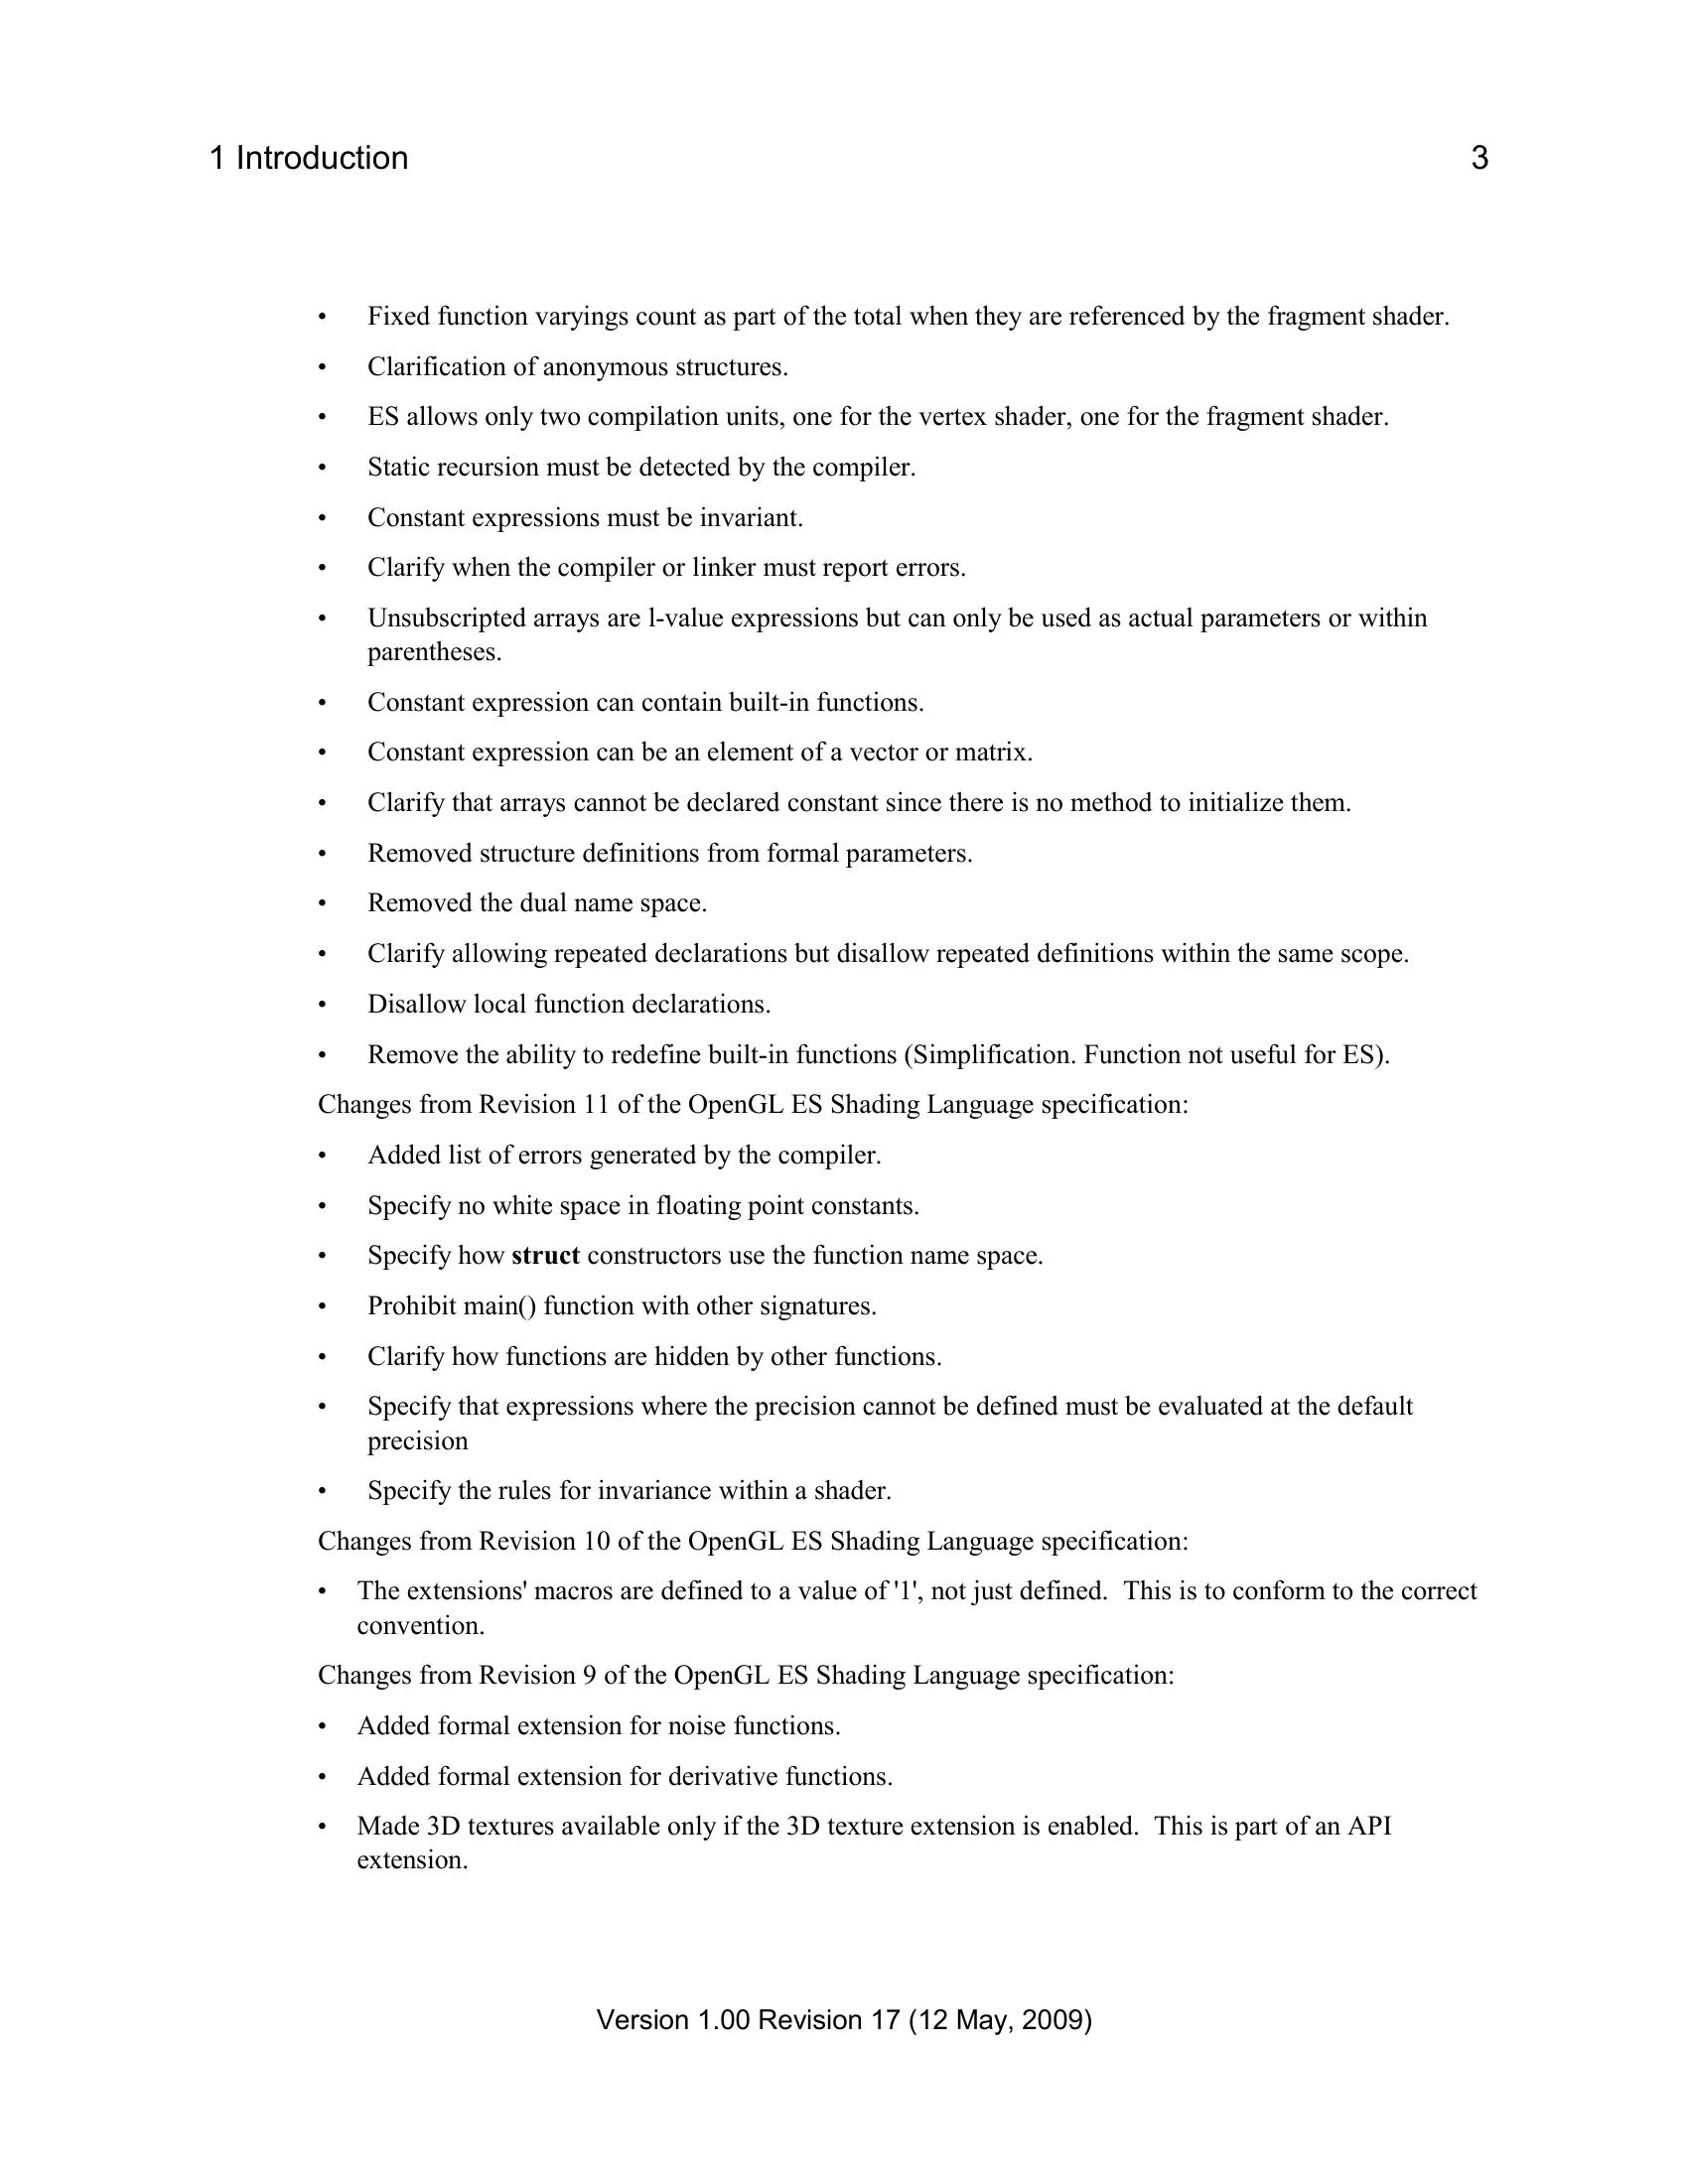 1 Introduction 3
• Fixed function varyings count as part of the total when they are referenced by the fragment shader.
• Clarification of anonymous structures.
• ES allows only two compilation units, one for the vertex shader, one for the fragment shader.
• Static recursion must be detected by the compiler.
• Constant expressions must be invariant.
• Clarify when the compiler or linker must report errors.
• Unsubscripted arrays are l-value expressions but can only be used as actual parameters or within
parentheses.
• Constant expression can contain built-in functions.
• Constant expression can be an element of a vector or matrix.
• Clarify that arrays cannot be declared constant since there is no method to initialize them.
• Removed structure definitions from formal parameters.
• Removed the dual name space.
• Clarify allowing repeated declarations but disallow repeated definitions within the same scope.
• Disallow local function declarations.
• Remove the ability to redefine built-in functions (Simplification. Function not useful for ES).
Changes from Revision 11 of the OpenGL ES Shading Language specification:
• Added list of errors generated by the compiler.
• Specify no white space in floating point constants.
• Specify how struct constructors use the function name space.
• Prohibit main() function with other signatures.
• Clarify how functions are hidden by other functions.
• Specify that expressions where the precision cannot be defined must be evaluated at the default
precision
• Specify the rules for invariance within a shader.
Changes from Revision 10 of the OpenGL ES Shading Language specification:
• The extensions' macros are defined to a value of '1', not just defined.  This is to conform to the correct
convention.
Changes from Revision 9 of the OpenGL ES Shading Language specification:
• Added formal extension for noise functions.
• Added formal extension for derivative functions.
• Made 3D textures available only if the 3D texture extension is enabled.  This is part of an API
extension.
Version 1.00 Revision 17 (12 May, 2009)